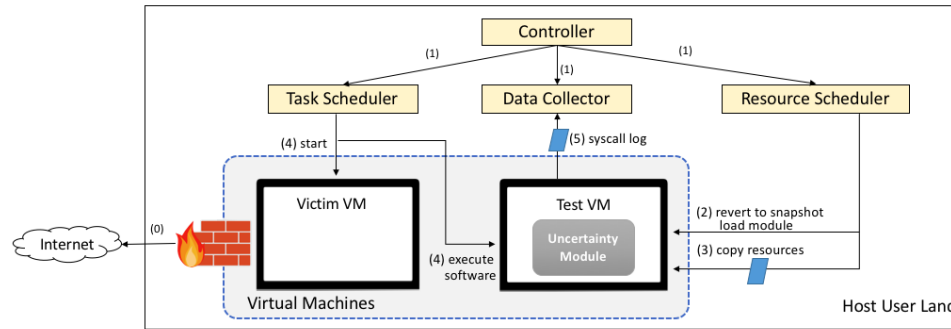 Controller
(1)
(1)
(1)
Task Scheduler
Data Collector
Resource Scheduler
(4) start
(5) syscall log
Victim VM
Test VM
(0)
Internet
Uncertainty
Module
(2) revert to snapshot
load module
(3) copy resources
(4) execute
software
Virtual Machines
Host User Land